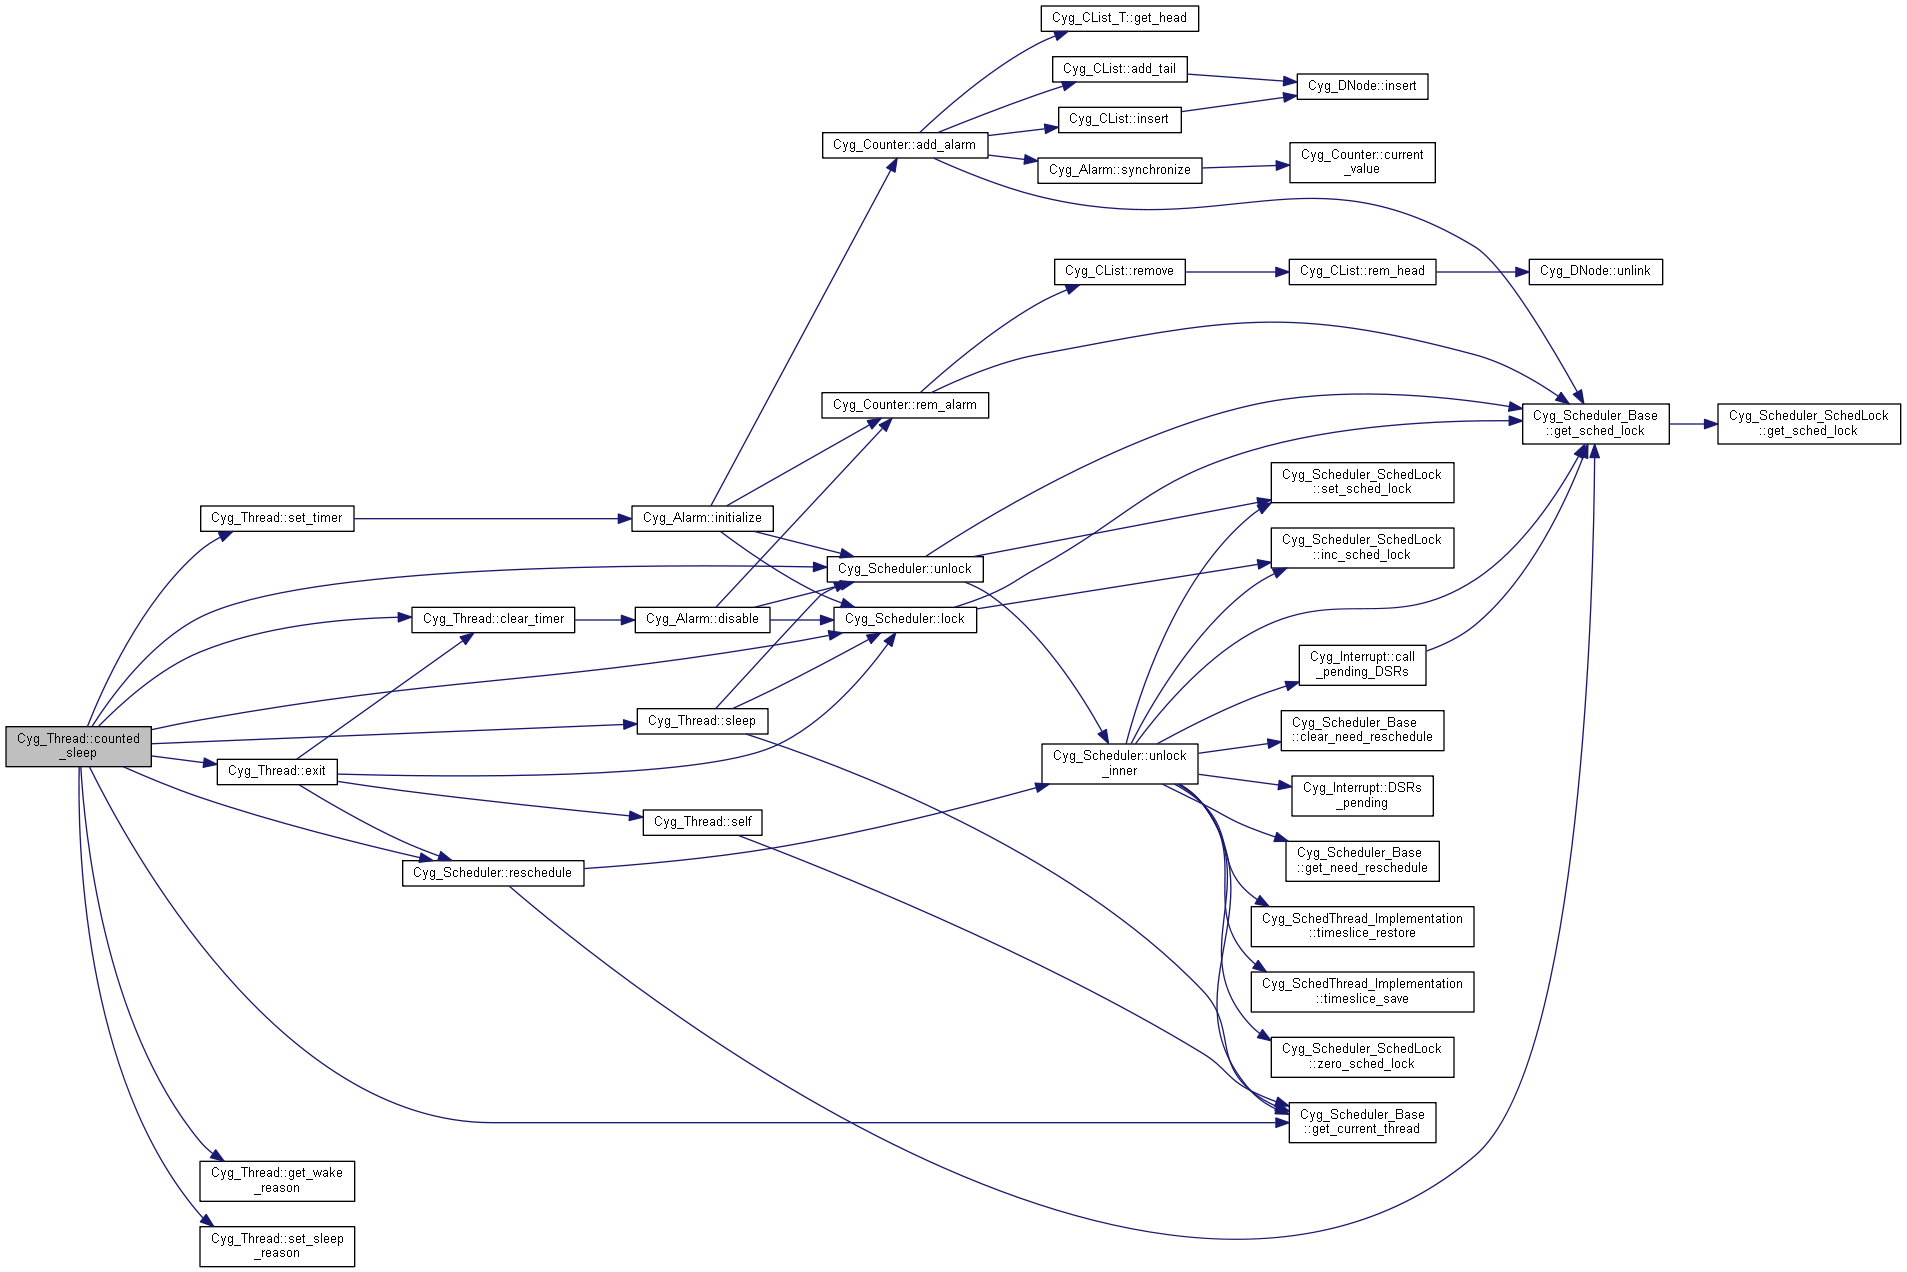 Cyg_CList_T::get_head
Cyg_CList::add_tail
Cyg_DNode::insert
Cyg_CList::insert
Cyg_Counter::add_alarm
Cyg_Counter::current
_value
Cyg_Alarm::synchronize
Cyg_CList::remove
Cyg_CList::rem_head
Cyg_DNode::unlink
Cyg_Counter::rem_alarm
Cyg_Scheduler_Base
::get_sched_lock
Cyg_Scheduler_SchedLock
::get_sched_lock
Cyg_Scheduler_SchedLock
::set_sched_lock
Cyg_Thread::set_timer
Cyg_Alarm::initialize
Cyg_Scheduler_SchedLock
::inc_sched_lock
Cyg_Scheduler::unlock
Cyg_Thread::clear_timer
Cyg_Alarm::disable
Cyg_Scheduler::lock
Cyg_Interrupt::call
_pending_DSRs
Cyg_Thread::sleep
Cyg_Scheduler_Base
::clear_need_reschedule
Cyg_Thread::counted
_sleep
Cyg_Thread::exit
Cyg_Scheduler::unlock
_inner
Cyg_Interrupt::DSRs
_pending
Cyg_Thread::self
Cyg_Scheduler_Base
::get_need_reschedule
Cyg_Scheduler::reschedule
Cyg_SchedThread_Implementation
::timeslice_restore
Cyg_SchedThread_Implementation
::timeslice_save
Cyg_Scheduler_SchedLock
::zero_sched_lock
Cyg_Scheduler_Base
::get_current_thread
Cyg_Thread::get_wake
_reason
Cyg_Thread::set_sleep
_reason